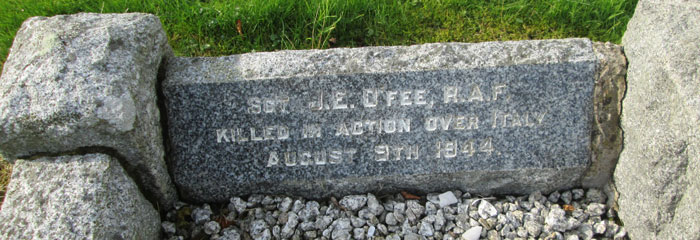 SGT. J.E. O'FEE, R.A.F.
KILLED IN ACTION OVER ITALY
AUGUST 9TH 1944